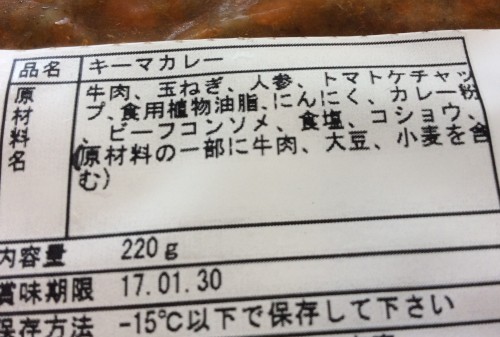 品名 キーマカレー
原材料名 牛肉、玉ねぎ、人参、トマトケチャッ
プ、食用植物油脂、にんにく、カレー粉
、ビーフコンソメ、食塩、コショウ、
(原材料の一部に牛肉、大豆、小麦を含
む)
内容量 220g
賞味期限 17.01.30
保存方法 -15℃以下で保存して下さい